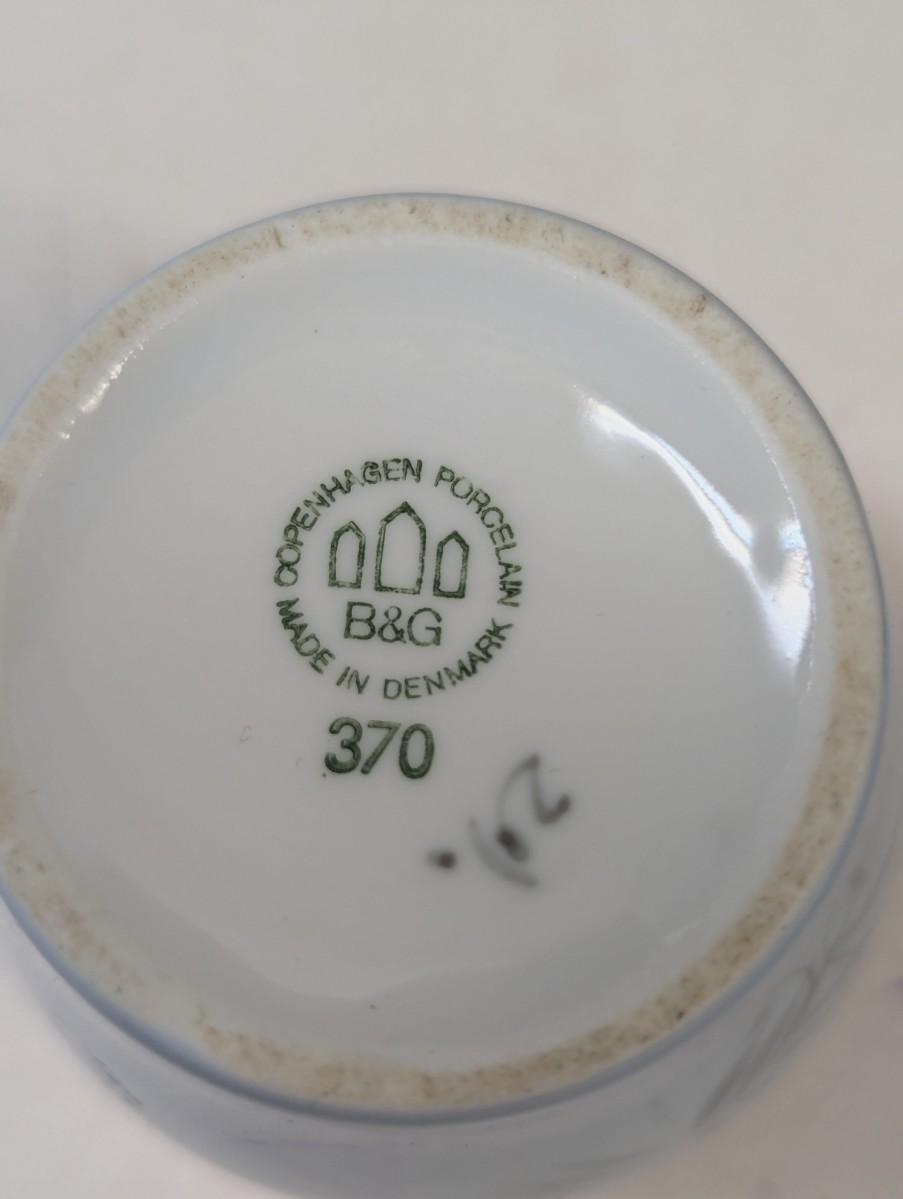 COPENHAGEN PORCELAIN
B&G
MADE IN DENMARK
370